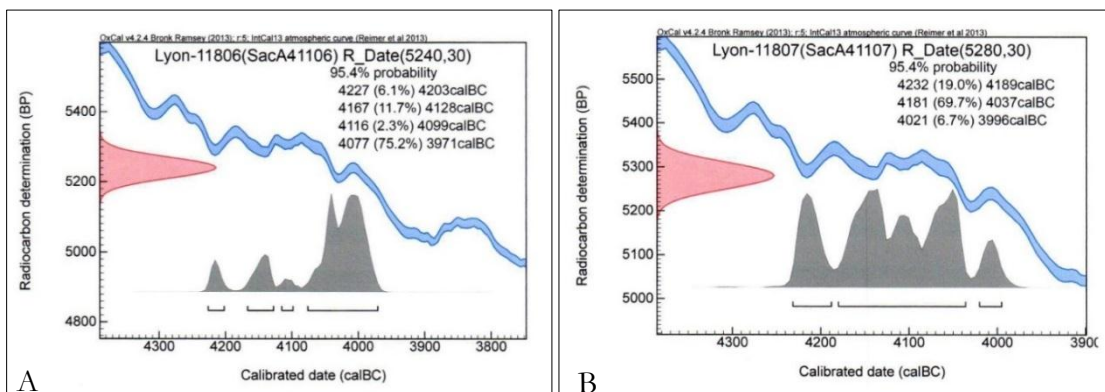 OxCal v4.2.4 Bronk Ramsey (2013); r:5; IntCal13 atmospheric curve (Reimer et al 2013)
Lyon-11806(SacA41106) R_Date(5240,30)
95.4% probability
4227 (6.1%) 4203calBC
4167 (11.7%) 4128calBC
4116 (2.3%) 4099calBC
4077 (75.2%) 3971calBC
Radiocarbon determination (BP)
5400
5200
5000
4800
4300 4200 4100 4000 3900 3800
Calibrated date (calBC)
A
OxCal v4.2.4 Bronk Ramsey (2013); r:5; IntCal13 atmospheric curve (Reimer et al 2013)
Lyon-11807(SacA41107) R_Date(5280,30)
95.4% probability
4232 (19.0%) 4189calBC
4181 (69.7%) 4037calBC
4021 (6.7%) 3996calBC
Radiocarbon determination (BP)
5600
5500
5400
5300
5200
5100
5000
4300 4200 4100 4000 3900
Calibrated date (calBC)
B